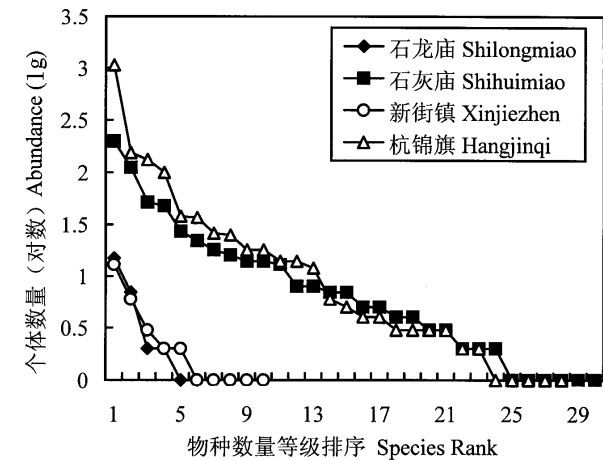 3.5
3
2.5
2
1.5
1
0.5
0
个体数量（对数）Abundance (1g)
石龙庙 Shilongmiao
石灰庙 Shihuimiao
新街镇 Xinjiezhen
杭锦旗 Hangjinqi
1 5 9 13 17 21 25 29
物种数量等级排序 Species Rank